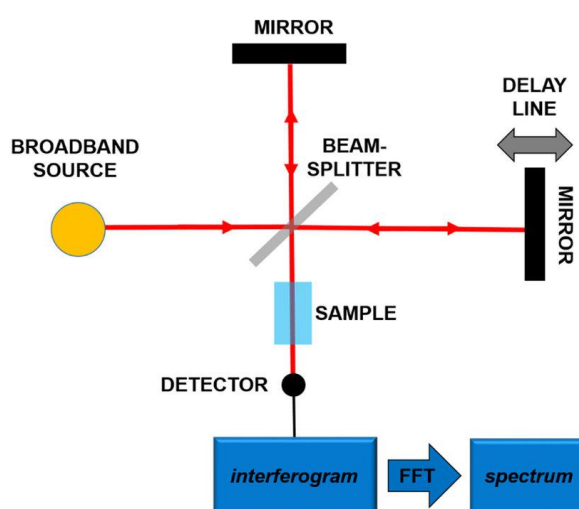 MIRROR
DELAY
LINE
BROADBAND
SOURCE
BEAM-
SPLITTER
MIRROR
SAMPLE
DETECTOR
interferogram
FFT
spectrum